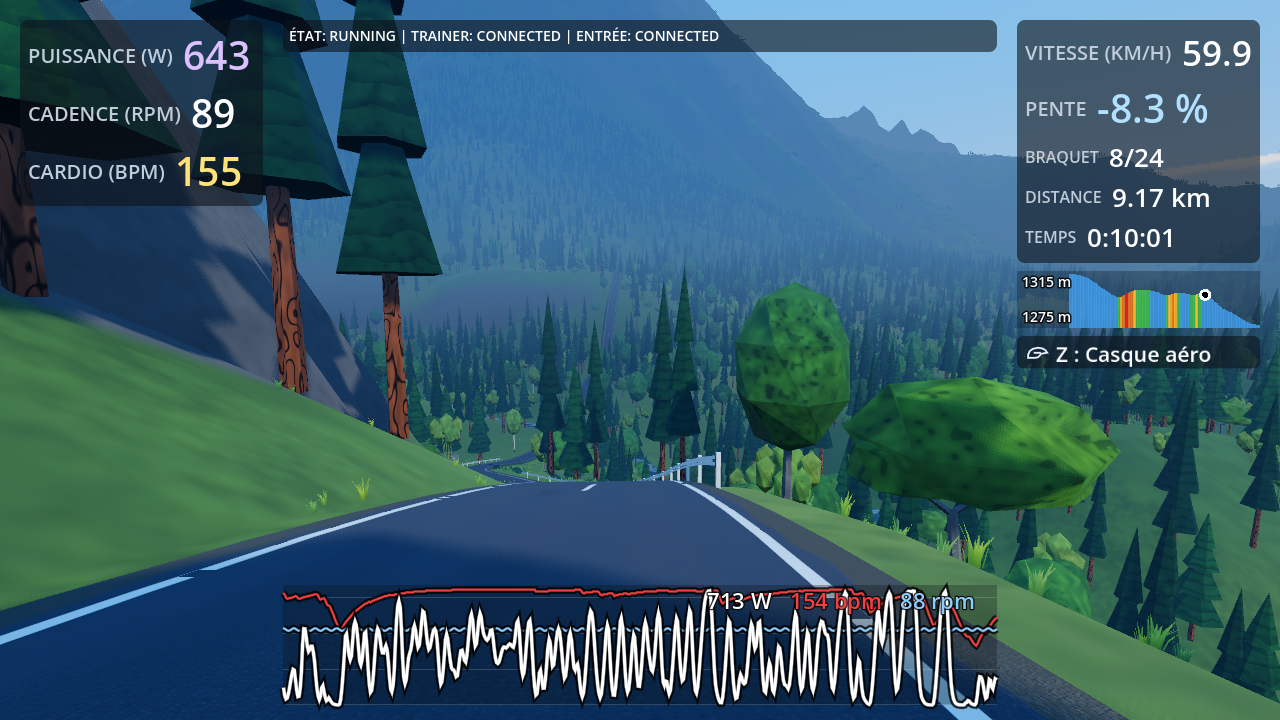 PUISSANCE (W) 643
CADENCE (RPM) 89
CARDIO (BPM) 155
ÉTAT: RUNNING | TRAINER: CONNECTED | ENTRÉE: CONNECTED
VITESSE (KM/H) 59.9
PENTE -8.3 %
BRAQUET 8/24
DISTANCE 9.17 km
TEMPS 0:10:01
1315 m
1275 m
Z : Casque aéro
713 W 154 bpm 88 rpm